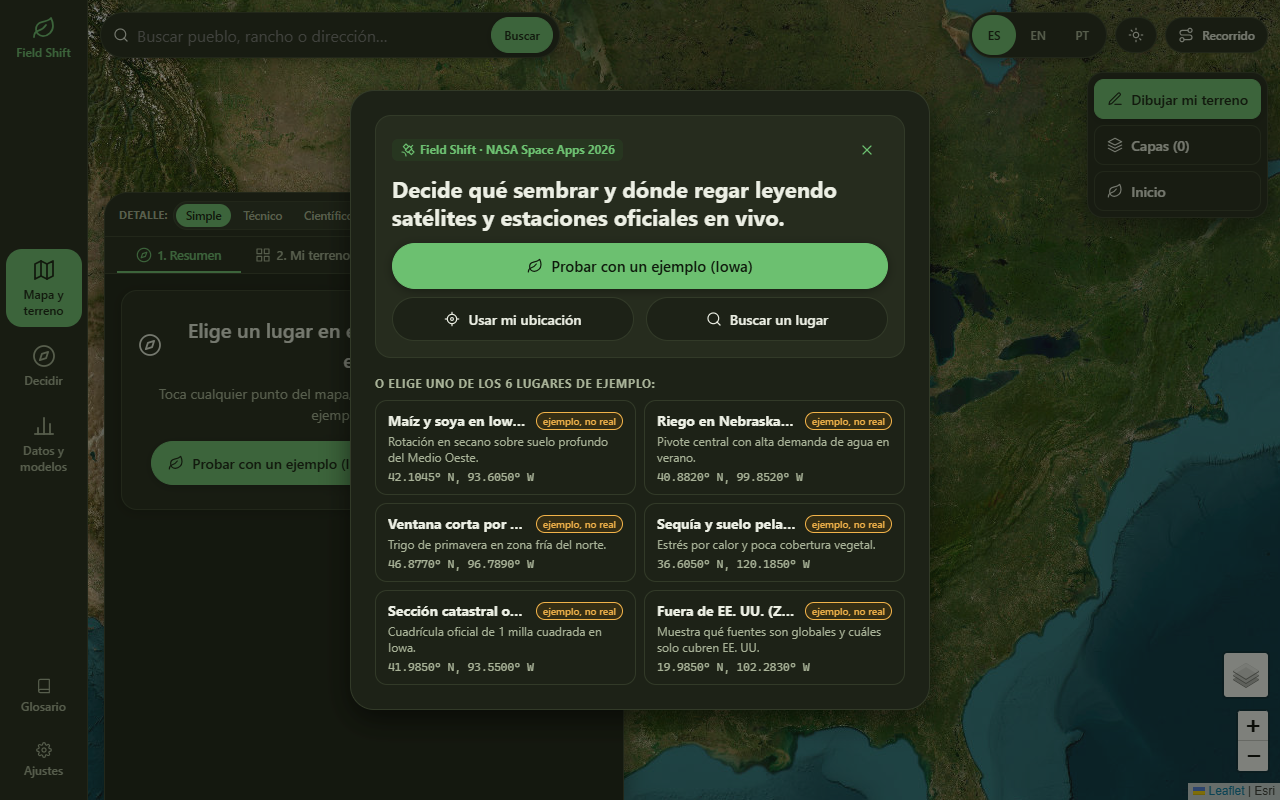 Field Shift
Buscar pueblo, rancho o dirección...
Buscar
ES
EN
PT
Recorrido
Dibujar mi terreno
Capas (0)
Inicio
Mapa y
terreno
Decidir
Datos y
modelos
Glosario
Ajustes
DETALLE:
Simple
Técnico
Científico
1. Resumen
2. Mi terreno
Elige un lugar en e
e
Toca cualquier punto del mapa,
ejemp
Probar con un ejemplo (I
Field Shift · NASA Space Apps 2026
Decide qué sembrar y dónde regar leyendo
satélites y estaciones oficiales en vivo.
Probar con un ejemplo (Iowa)
Usar mi ubicación
Buscar un lugar
O ELIGE UNO DE LOS 6 LUGARES DE EJEMPLO:
Maíz y soya en Iow...
ejemplo, no real
Rotación en secano sobre suelo profundo
del Medio Oeste.
42.1045° N, 93.6050° W
Riego en Nebraska...
ejemplo, no real
Pivote central con alta demanda de agua en
verano.
40.8820° N, 99.8520° W
Ventana corta por ...
ejemplo, no real
Trigo de primavera en zona fría del norte.
46.8770° N, 96.7890° W
Sequía y suelo pela...
ejemplo, no real
Estrés por calor y poca cobertura vegetal.
36.6050° N, 120.1850° W
Sección catastral o...
ejemplo, no real
Cuadrícula oficial de 1 milla cuadrada en
Iowa.
41.9850° N, 93.5500° W
Fuera de EE. UU. (Z...
ejemplo, no real
Muestra qué fuentes son globales y cuáles
solo cubren EE. UU.
19.9850° N, 102.2830° W
+
−
Leaflet | Esri